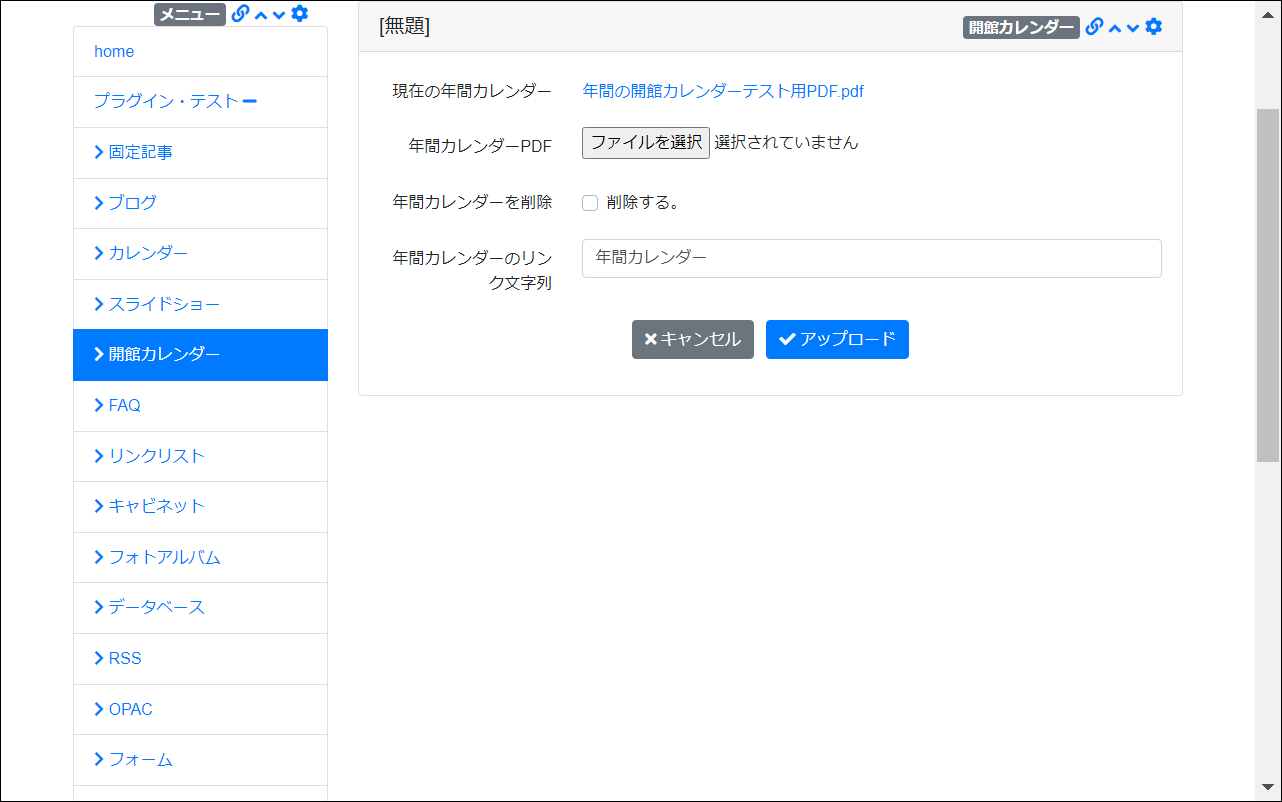 メニュー
home
プラグイン・テスト
固定記事
ブログ
カレンダー
スライドショー
開館カレンダー
FAQ
リンクリスト
キャビネット
フォトアルバム
データベース
RSS
OPAC
フォーム
[無題]
開館カレンダー
現在の年間カレンダー 年間の開館カレンダーテスト用PDF.pdf
年間カレンダーPDF ファイルを選択 選択されていません
年間カレンダーを削除 削除する。
年間カレンダーのリン
ク文字列
年間カレンダー
キャンセル アップロード